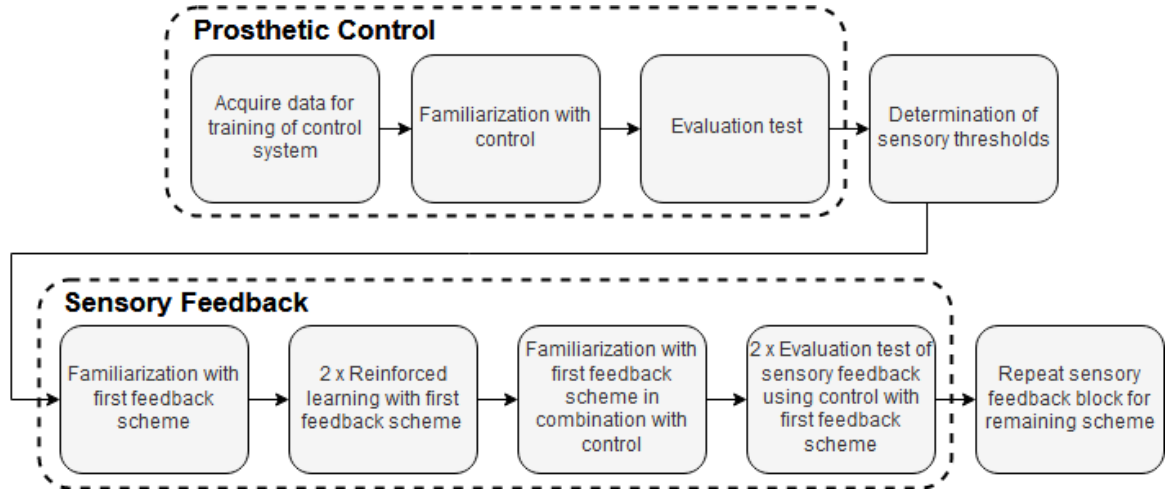 Prosthetic Control
Acquire data for
training of control
system
Familiarization with
control
Evaluation test
Determination of
sensory thresholds
Sensory Feedback
Familiarization with
first feedback
scheme
2 x Reinforced
learning with first
feedback scheme
Familiarization with
first feedback
scheme in
combination with
control
2 x Evaluation test of
sensory feedback
using control with
first feedback
scheme
Repeat sensory
feedback block for
remaining scheme